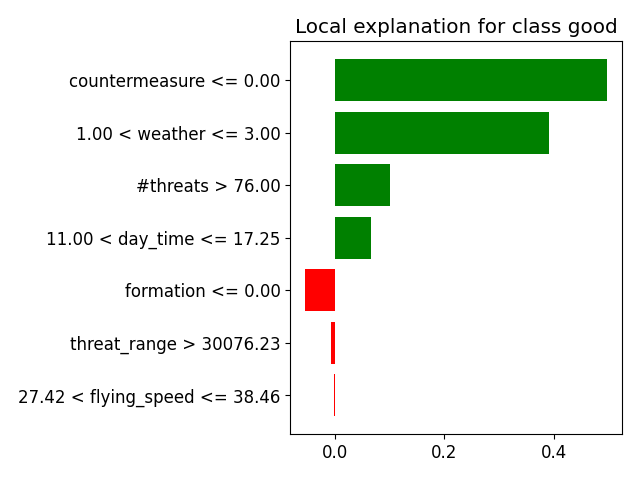 Local explanation for class good
countermeasure <= 0.00
1.00 < weather <= 3.00
#threats > 76.00
11.00 < day_time <= 17.25
formation <= 0.00
threat_range > 30076.23
27.42 < flying_speed <= 38.46
0.0 0.2 0.4